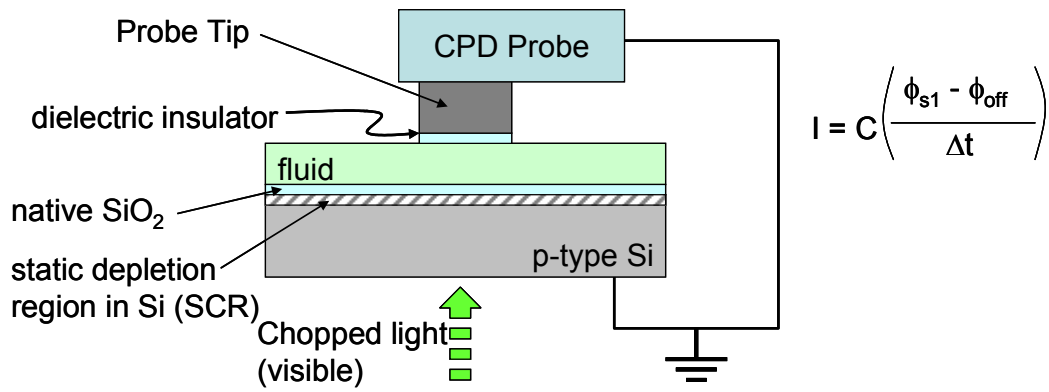 Probe Tip
CPD Probe
dielectric insulator
fluid
native SiO₂
static depletion
region in Si (SCR)
p-type Si
Chopped light
(visible)
I = C( (ϕs1 - ϕoff) / Δt )